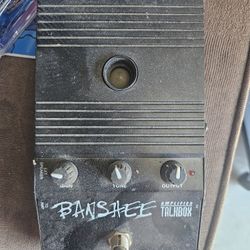 GAIN TONE OUTPUT
BANSHEE
AMPLIFIED
TALKBOX